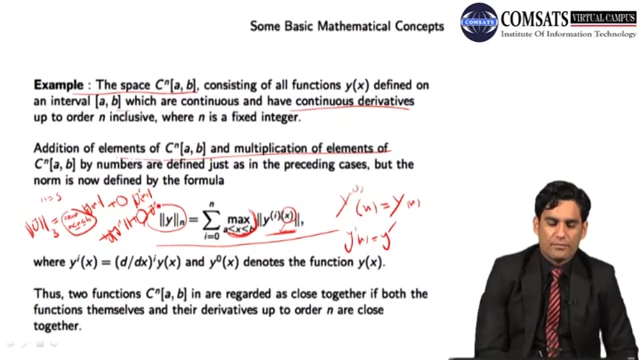 Some Basic Mathematical Concepts
COMSATS VIRTUAL CAMPUS
Institute Of Information Technology
Example : The space Cⁿ[a, b], consisting of all functions y(x) defined
on an interval [a, b] which are continuous and have continuous derivatives
up to order n inclusive, where n is a fixed integer.
Addition of elements of Cⁿ[a, b] and multiplication of elements of
Cⁿ[a, b] by numbers are defined just as in the preceding cases, but the
norm is now defined by the formula
‖y‖ₙ = ∑ᵢ₌₀ⁿ max a<x<b ‖y⁽ⁱ⁾(x)‖,
y⁽⁰⁾(x) = y(x)
y'(x) = y'
where yⁱ(x) = (d/dx)ⁱy(x) and y⁰(x) denotes the function y(x).
Thus, two functions Cⁿ[a, b] in are regarded as close together if both the
functions themselves and their derivatives up to order n are close
together.